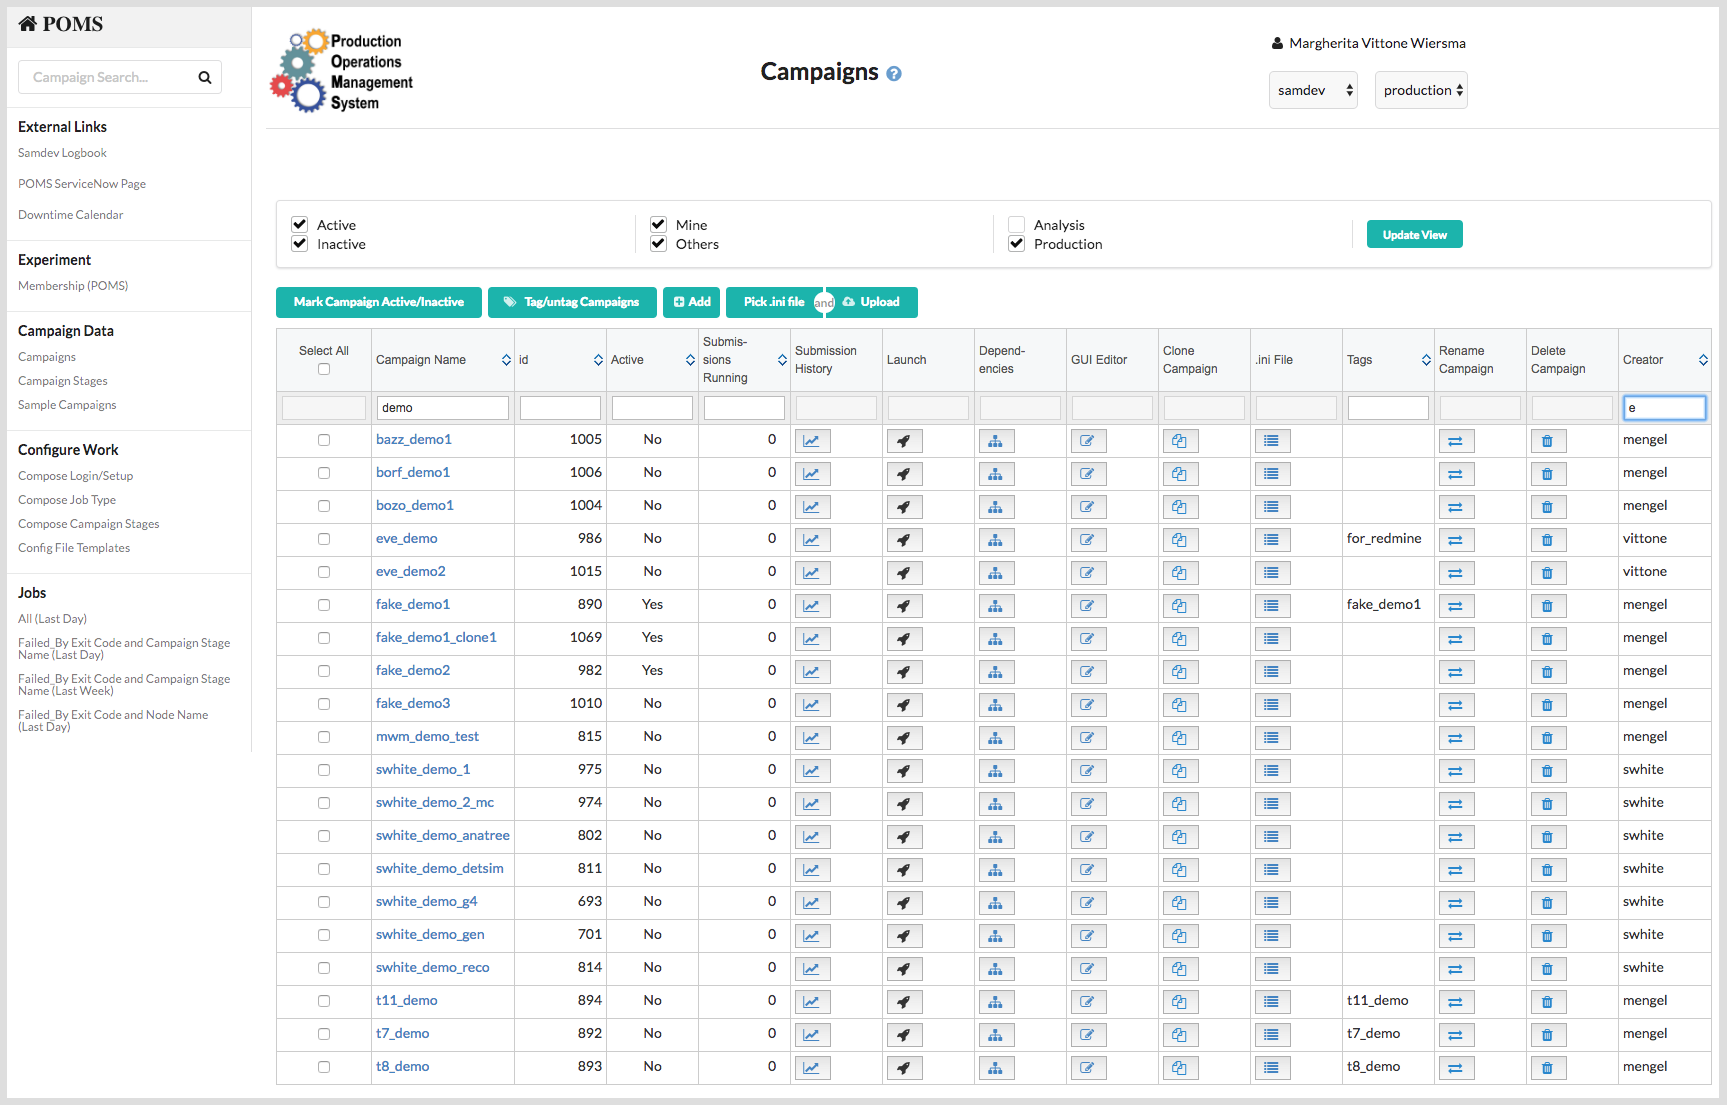 POMS
Campaign Search...
External Links
Samdev Logbook
POMS ServiceNow Page
Downtime Calendar
Experiment
Membership (POMS)
Campaign Data
Campaigns
Campaign Stages
Sample Campaigns
Configure Work
Compose Login/Setup
Compose Job Type
Compose Campaign Stages
Config File Templates
Jobs
All (Last Day)
Failed_By Exit Code and Campaign Stage
Name (Last Day)
Failed_By Exit Code and Campaign Stage
Name (Last Week)
Failed_By Exit Code and Node Name
(Last Day)
Production
Operations
Management
System
Campaigns ?
Margherita Vittone Wiersma
samdev production
Active Mine Analysis
Inactive Others Production
Update View
Mark Campaign Active/Inactive Tag/untag Campaigns Add Pick .ini file and Upload
Select All Campaign Name id Active Submis-
sions
Running Submission
History Launch Depend-
encies GUI Editor Clone
Campaign .ini File Tags Rename
Campaign Delete
Campaign Creator
demo e
bazz_demo1 1005 No 0 mengel
borf_demo1 1006 No 0 mengel
bozo_demo1 1004 No 0 mengel
eve_demo 986 No 0 for_redmine vittone
eve_demo2 1015 No 0 vittone
fake_demo1 890 Yes 0 fake_demo1 mengel
fake_demo1_clone1 1069 Yes 0 mengel
fake_demo2 982 Yes 0 mengel
fake_demo3 1010 No 0 mengel
mwm_demo_test 815 No 0 mengel
swhite_demo_1 975 No 0 swhite
swhite_demo_2_mc 974 No 0 swhite
swhite_demo_anatree 802 No 0 swhite
swhite_demo_detsim 811 No 0 swhite
swhite_demo_g4 693 No 0 swhite
swhite_demo_gen 701 No 0 swhite
swhite_demo_reco 814 No 0 swhite
t11_demo 894 No 0 t11_demo mengel
t7_demo 892 No 0 t7_demo mengel
t8_demo 893 No 0 t8_demo mengel